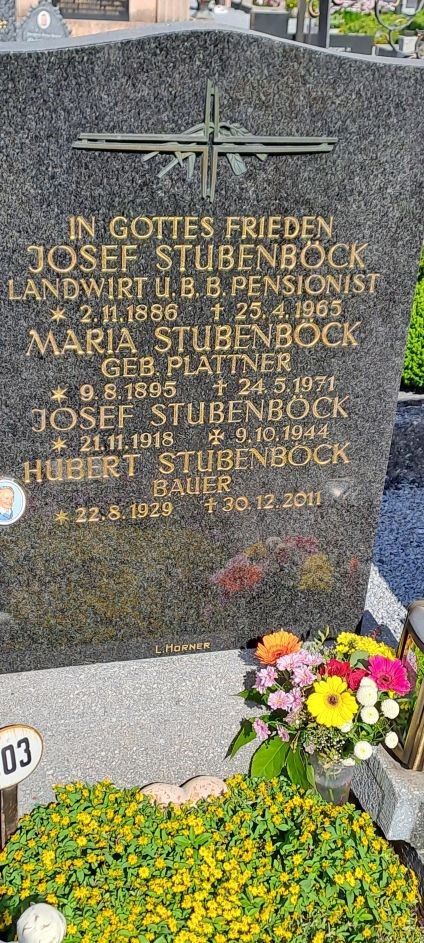 IN GOTTES FRIEDEN
JOSEF STUBENBÖCK
LANDWIRT U. B. B. PENSIONIST
* 2.11.1886 † 25.4.1965
MARIA STUBENBÖCK
GEB. PLATTNER
* 9.8.1895 † 24.5.1971
JOSEF STUBENBÖCK
* 21.11.1918 ✠ 9.10.1944
HUBERT STUBENBÖCK
BAUER
* 22.8.1929 † 30.12.2011
L. HORNER
03